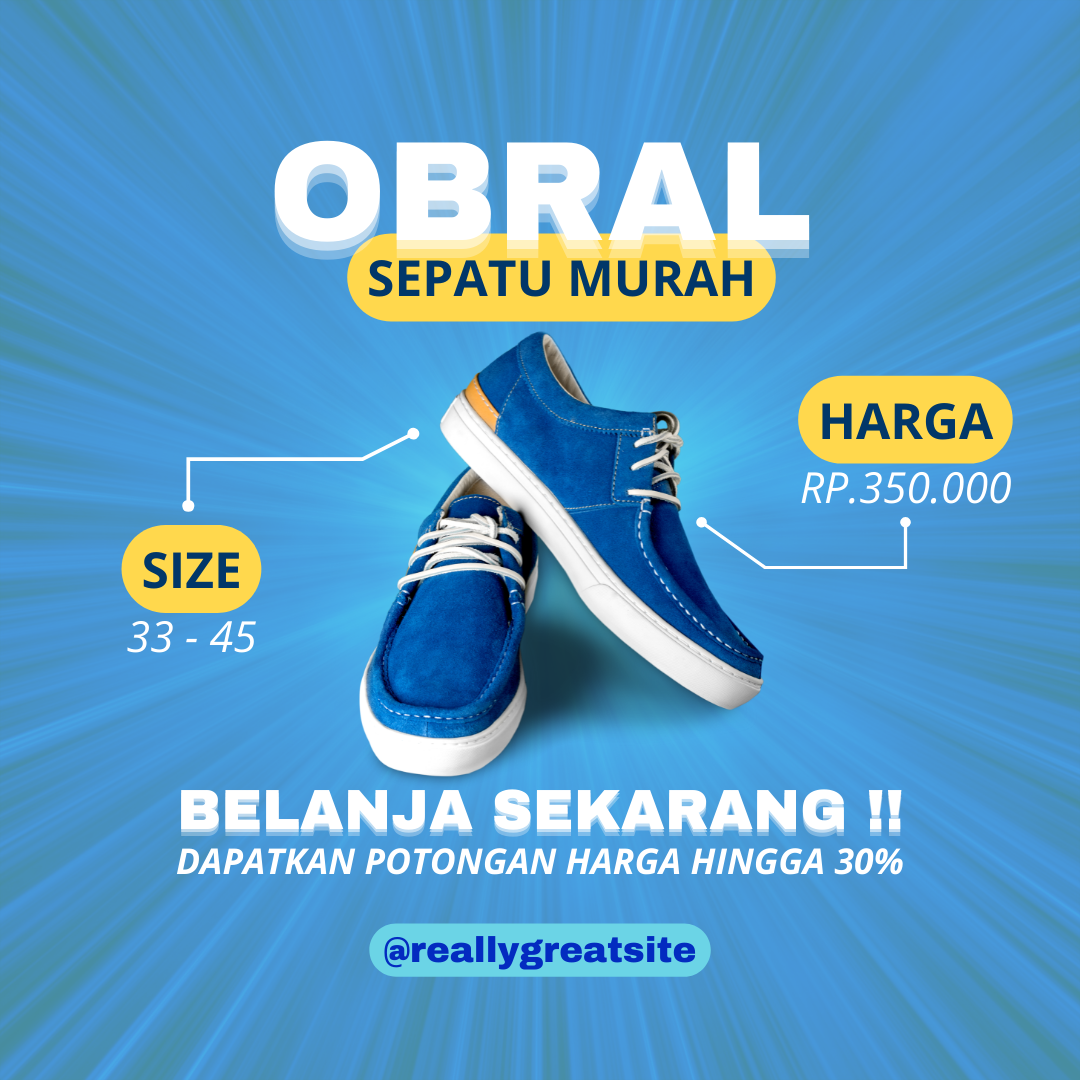 OBRAL
SEPATU MURAH
HARGA
RP.350.000
SIZE
33 - 45
BELANJA SEKARANG !!
DAPATKAN POTONGAN HARGA HINGGA 30%
@reallygreatsite